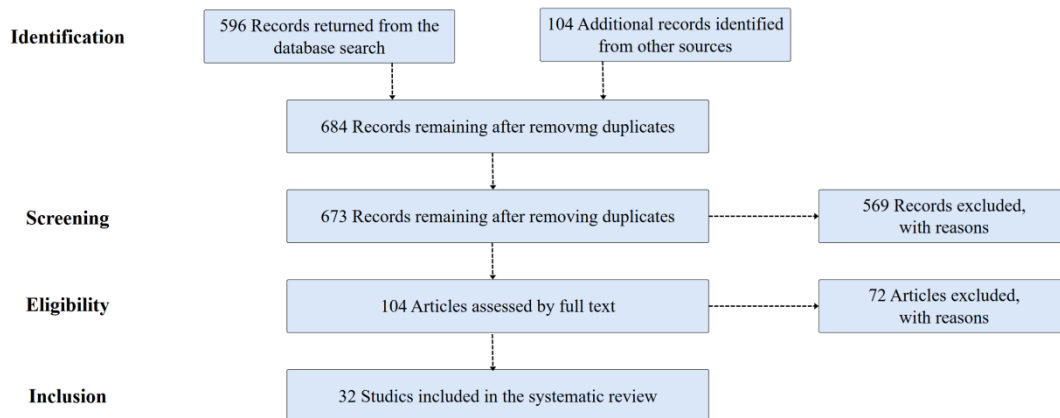 Identification
596 Records returned from the
database search
104 Additional records identified
from other sources
684 Records remaining after removmg duplicates
Screening
673 Records remaining after removing duplicates
569 Records excluded,
with reasons
Eligibility
104 Articles assessed by full text
72 Articles excluded,
with reasons
Inclusion
32 Studics included in the systematic review